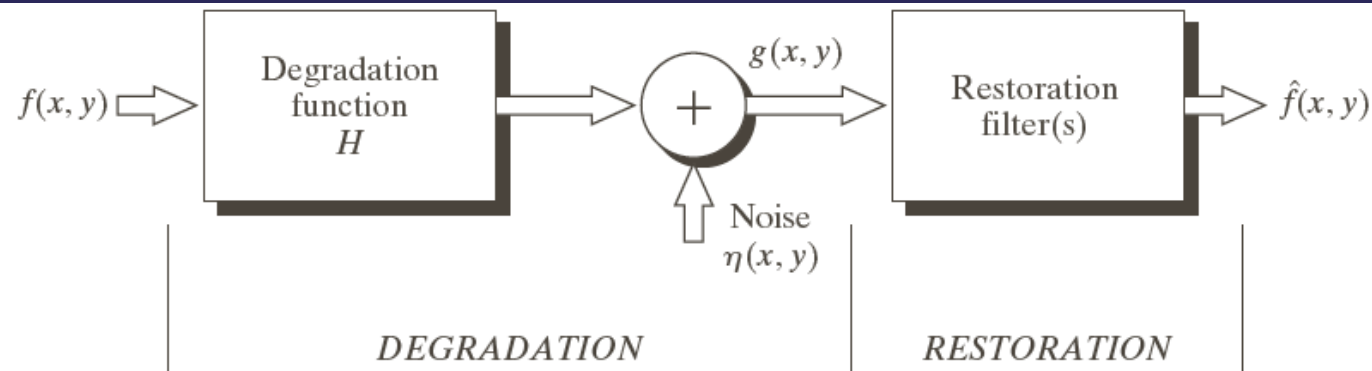 f(x, y)
Degradation
function
H
+
Noise
η(x, y)
g(x, y)
Restoration
filter(s)
f̂(x, y)
DEGRADATION
RESTORATION